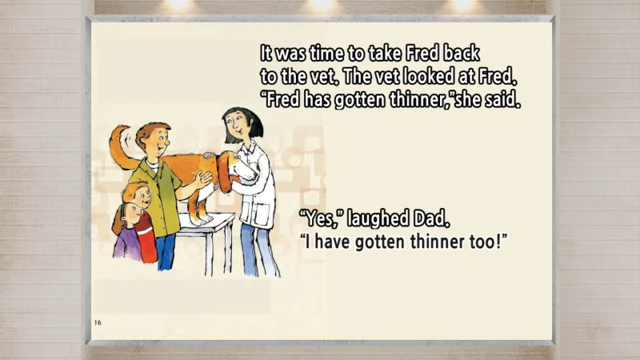 It was time to take Fred back
to the vet. The vet looked at Fred.
“Fred has gotten thinner,”she said.
“Yes,” laughed Dad.
“I have gotten thinner too!”
16